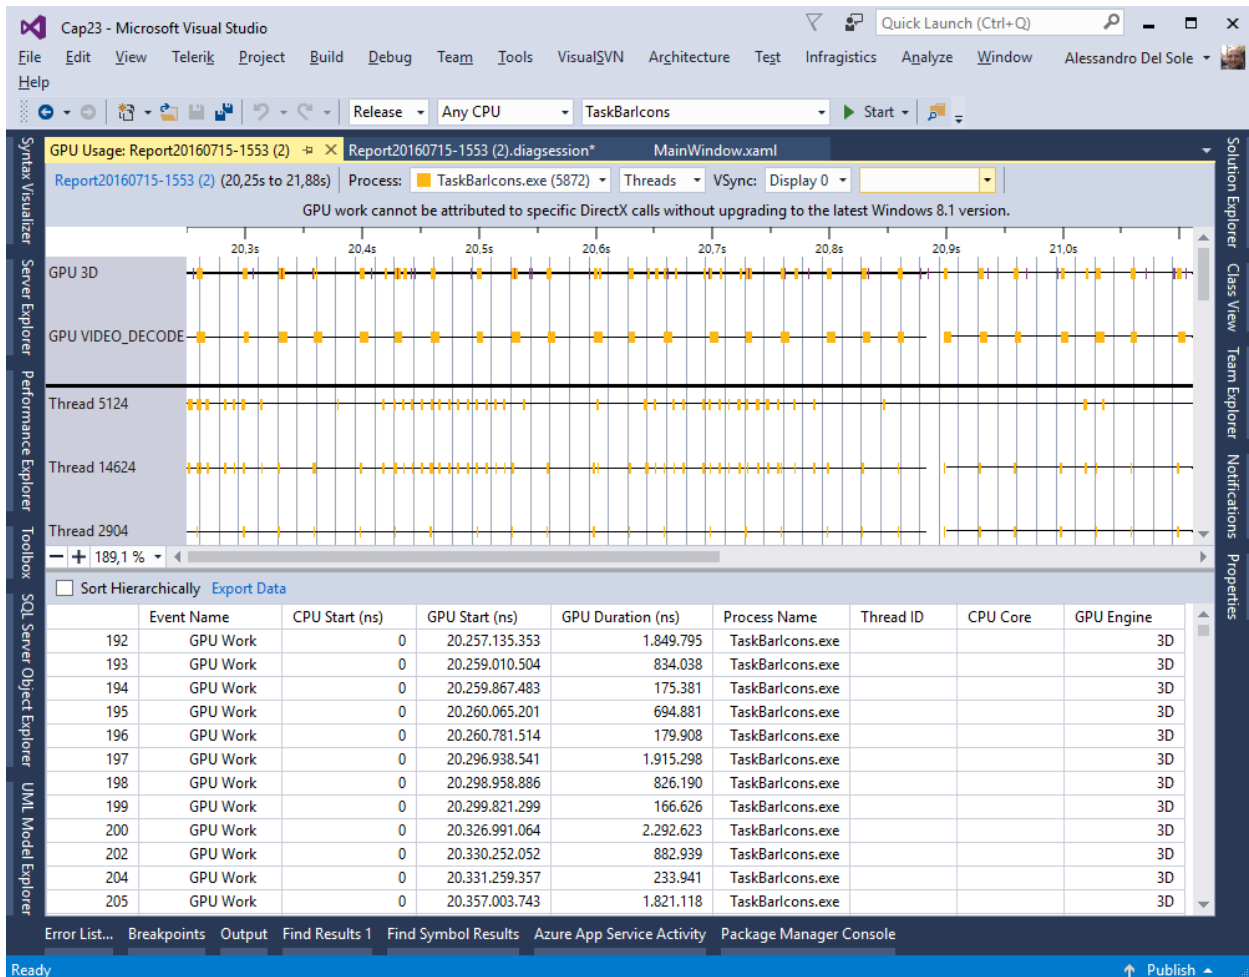 Cap23 - Microsoft Visual Studio
Quick Launch (Ctrl+Q)
File Edit View Telerik Project Build Debug Team Tools VisualSVN Architecture Test Infragistics Analyze Window Alessandro Del Sole
Help
Release Any CPU TaskBarIcons Start
GPU Usage: Report20160715-1553 (2) Report20160715-1553 (2).diagsession* MainWindow.xaml
Report20160715-1553 (2) (20,25s to 21,88s) Process: TaskBarIcons.exe (5872) Threads VSync: Display 0
GPU work cannot be attributed to specific DirectX calls without upgrading to the latest Windows 8.1 version.
20,3s 20,4s 20,5s 20,6s 20,7s 20,8s 20,9s 21,0s
GPU 3D
GPU VIDEO_DECODE
Thread 5124
Thread 14624
Thread 2904
189,1 %
Sort Hierarchically Export Data
Event Name CPU Start (ns) GPU Start (ns) GPU Duration (ns) Process Name Thread ID CPU Core GPU Engine
192 GPU Work 0 20.257.135.353 1.849.795 TaskBarIcons.exe 3D
193 GPU Work 0 20.259.010.504 834.038 TaskBarIcons.exe 3D
194 GPU Work 0 20.259.867.483 175.381 TaskBarIcons.exe 3D
195 GPU Work 0 20.260.065.201 694.881 TaskBarIcons.exe 3D
196 GPU Work 0 20.260.781.514 179.908 TaskBarIcons.exe 3D
197 GPU Work 0 20.296.938.541 1.915.298 TaskBarIcons.exe 3D
198 GPU Work 0 20.298.958.886 826.190 TaskBarIcons.exe 3D
199 GPU Work 0 20.299.821.299 166.626 TaskBarIcons.exe 3D
200 GPU Work 0 20.326.991.064 2.292.623 TaskBarIcons.exe 3D
202 GPU Work 0 20.330.252.052 882.939 TaskBarIcons.exe 3D
204 GPU Work 0 20.331.259.357 233.941 TaskBarIcons.exe 3D
205 GPU Work 0 20.357.003.743 1.821.118 TaskBarIcons.exe 3D
Syntax Visualizer
Server Explorer
Performance Explorer
Toolbox
SQL Server Object Explorer
UML Model Explorer
Solution Explorer
Class View
Team Explorer
Notifications
Properties
Error List... Breakpoints Output Find Results 1 Find Symbol Results Azure App Service Activity Package Manager Console
Ready Publish